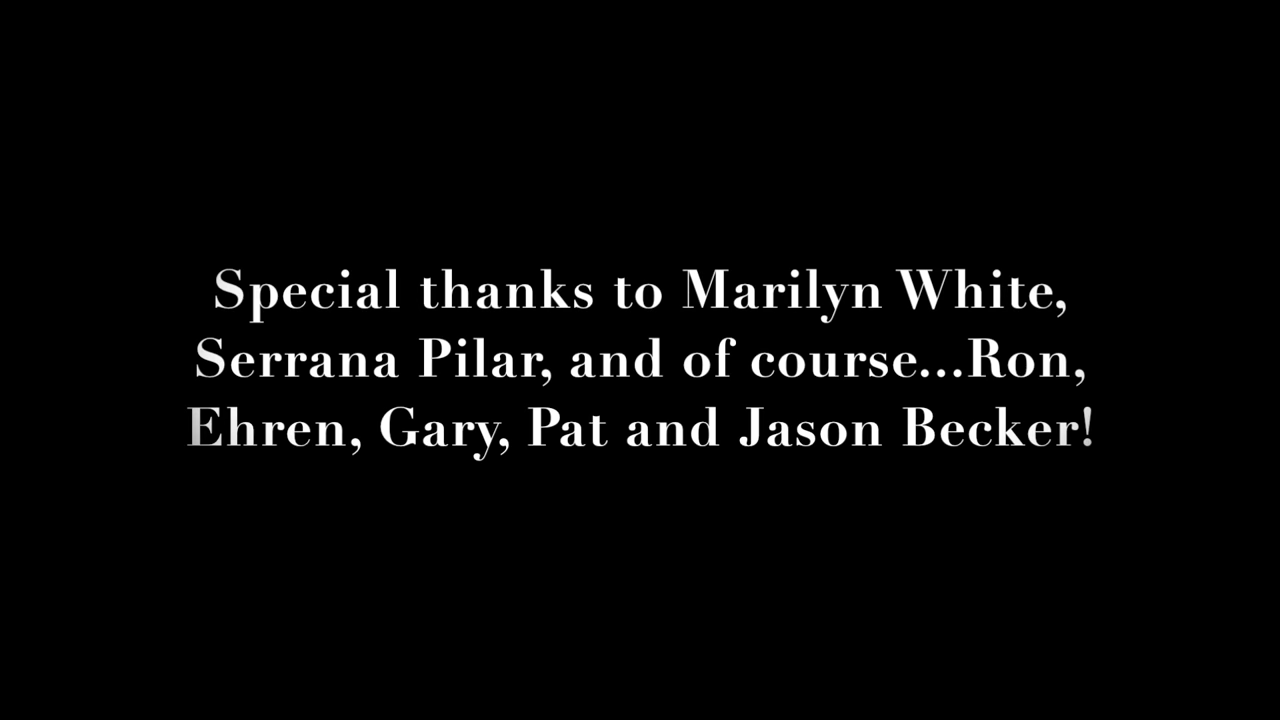 Special thanks to Marilyn White,
Serrana Pilar, and of course...Ron,
Ehren, Gary, Pat and Jason Becker!